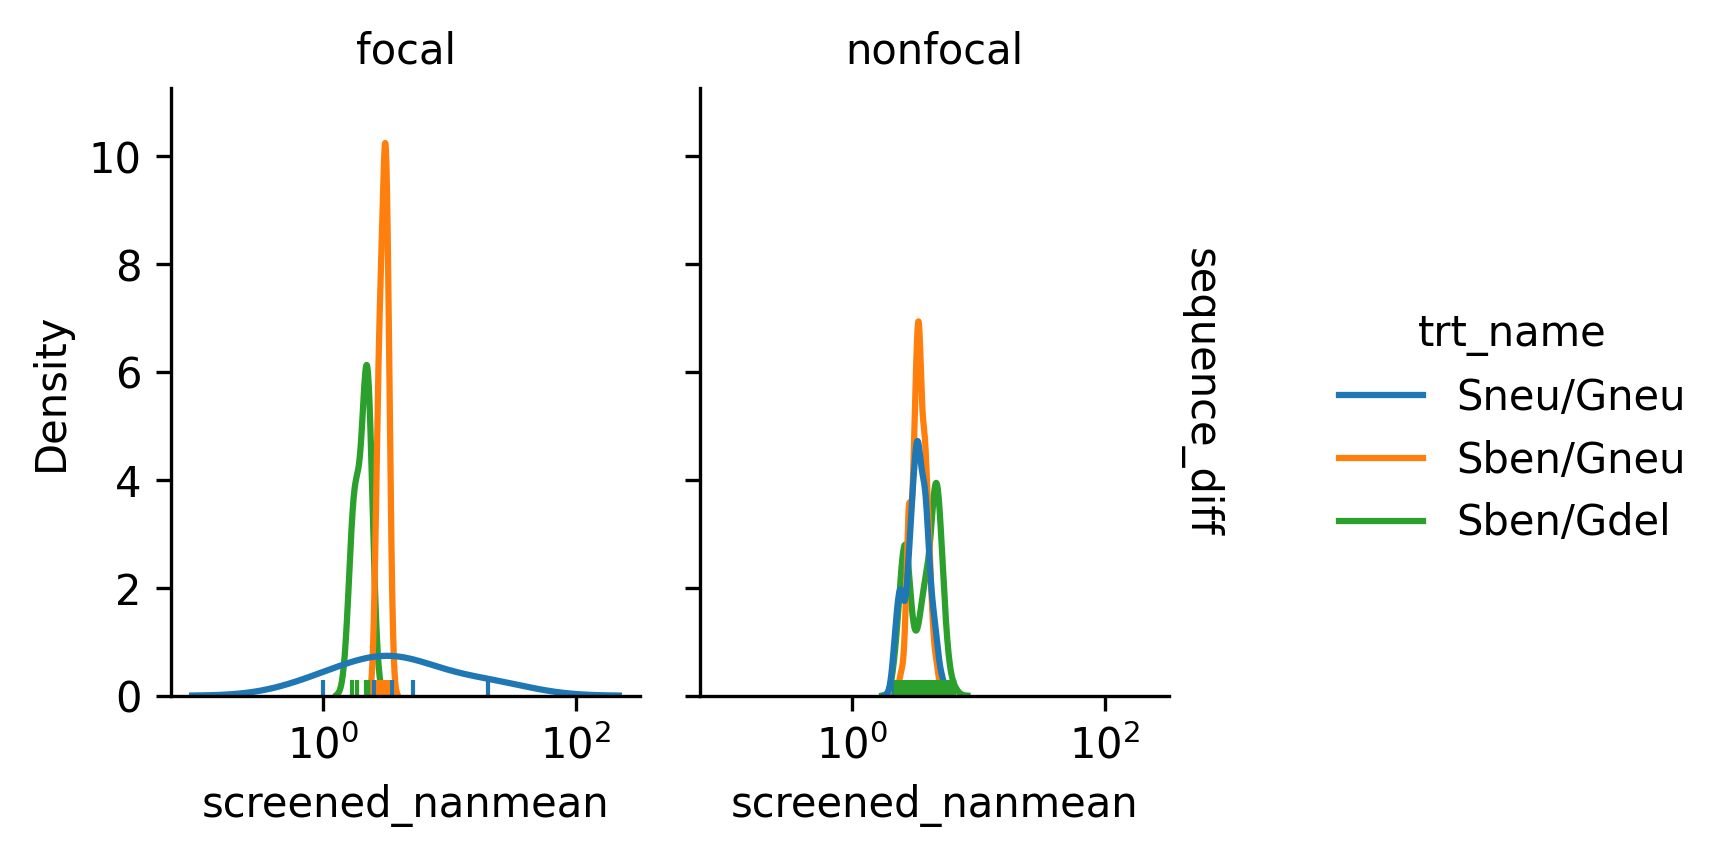 focal
nonfocal
Density
10
8
6
4
2
0
10⁰
10²
10⁰
10²
screened_nanmean
screened_nanmean
sequence_diff
trt_name
Sneu/Gneu
Sben/Gneu
Sben/Gdel